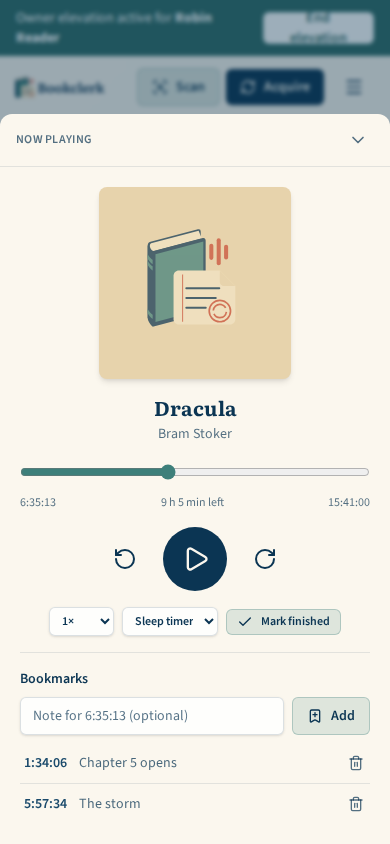 Owner elevation active for Robin
Reader
End
elevation
Bookclerk
Scan
Acquire
NOW PLAYING
Dracula
Bram Stoker
6:35:13
9 h 5 min left
15:41:00
1×
Sleep timer
Mark finished
Bookmarks
Note for 6:35:13 (optional)
Add
1:34:06 Chapter 5 opens
5:57:34 The storm